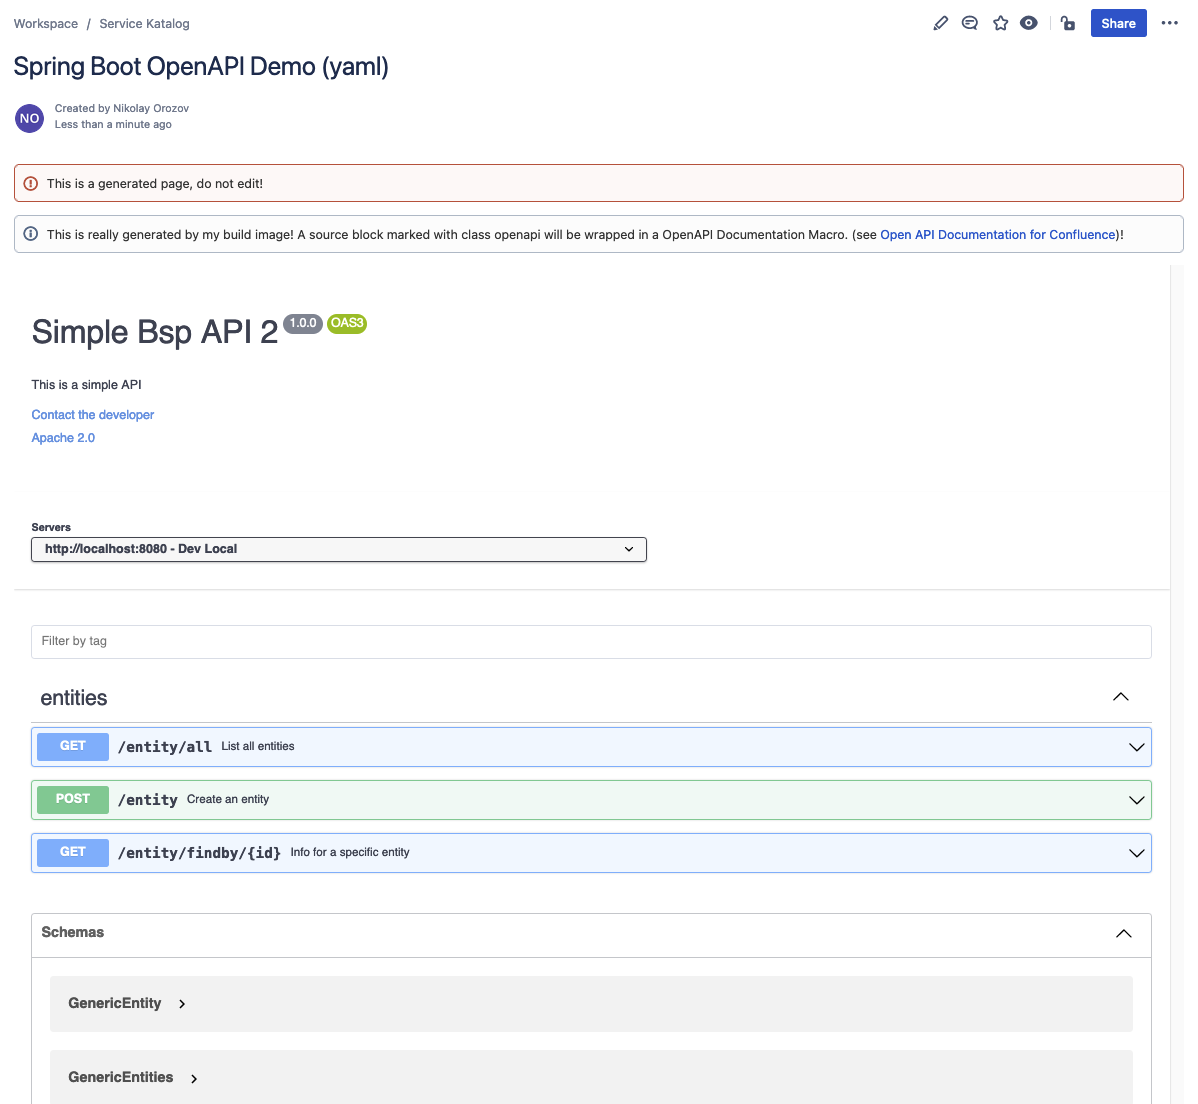 Workspace / Service Katalog
Share
Spring Boot OpenAPI Demo (yaml)
NO
Created by Nikolay Orozov
Less than a minute ago
This is a generated page, do not edit!
This is really generated by my build image! A source block marked with class openapi will be wrapped in a OpenAPI Documentation Macro. (see Open API Documentation for Confluence)!
Simple Bsp API 2 1.0.0 OAS3
This is a simple API
Contact the developer
Apache 2.0
Servers
http://localhost:8080 - Dev Local
Filter by tag
entities
GET /entity/all List all entities
POST /entity Create an entity
GET /entity/findby/{id} Info for a specific entity
Schemas
GenericEntity
GenericEntities